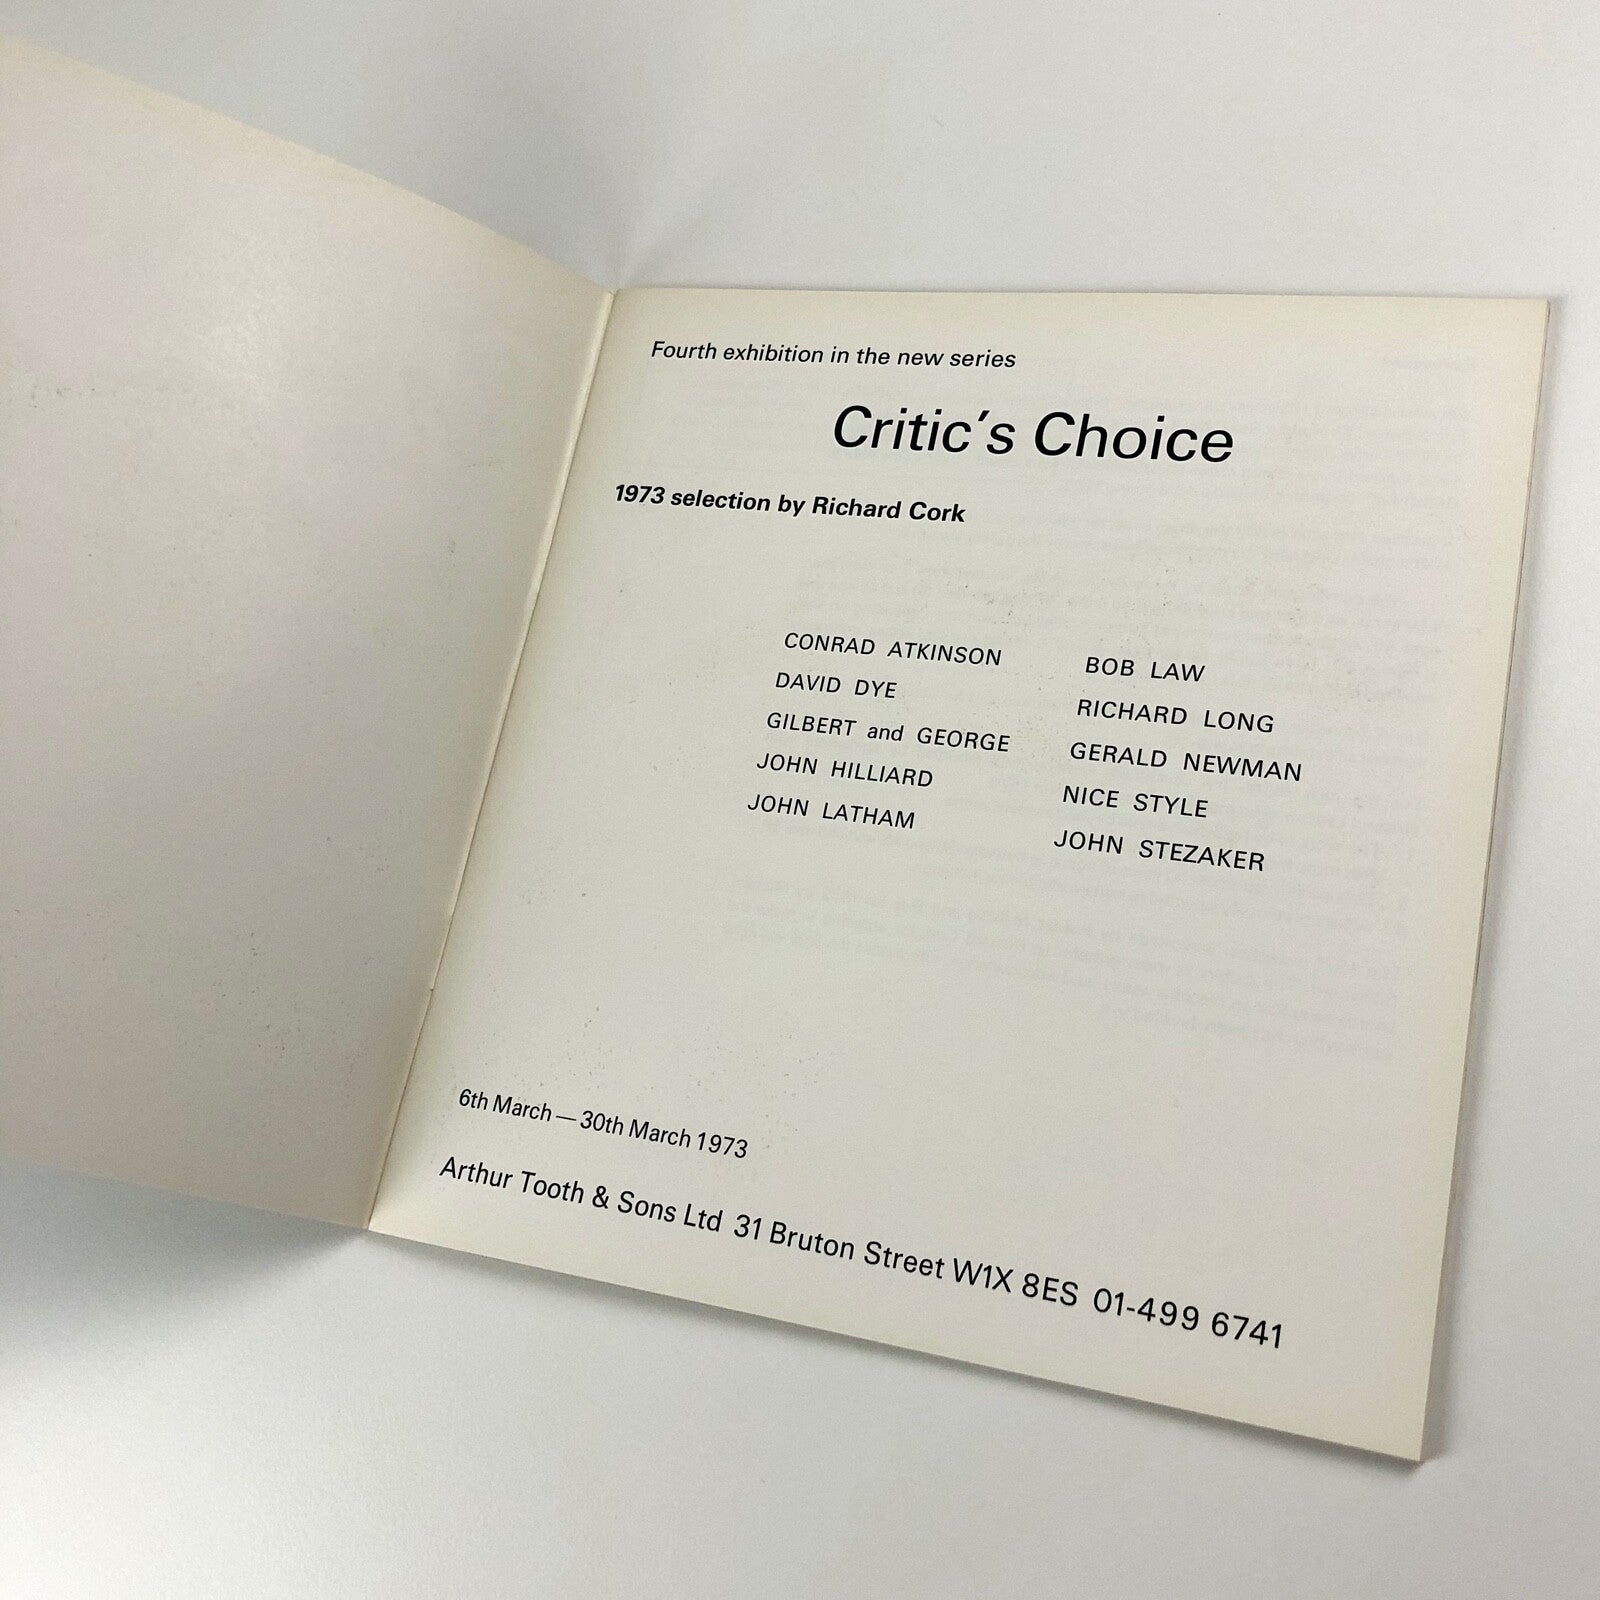 Fourth exhibition in the new series
Critic's Choice
1973 selection by Richard Cork
CONRAD ATKINSON
DAVID DYE
GILBERT and GEORGE
JOHN HILLIARD
JOHN LATHAM
BOB LAW
RICHARD LONG
GERALD NEWMAN
NICE STYLE
JOHN STEZAKER
6th March — 30th March 1973
Arthur Tooth & Sons Ltd 31 Bruton Street W1X 8ES 01-499 6741